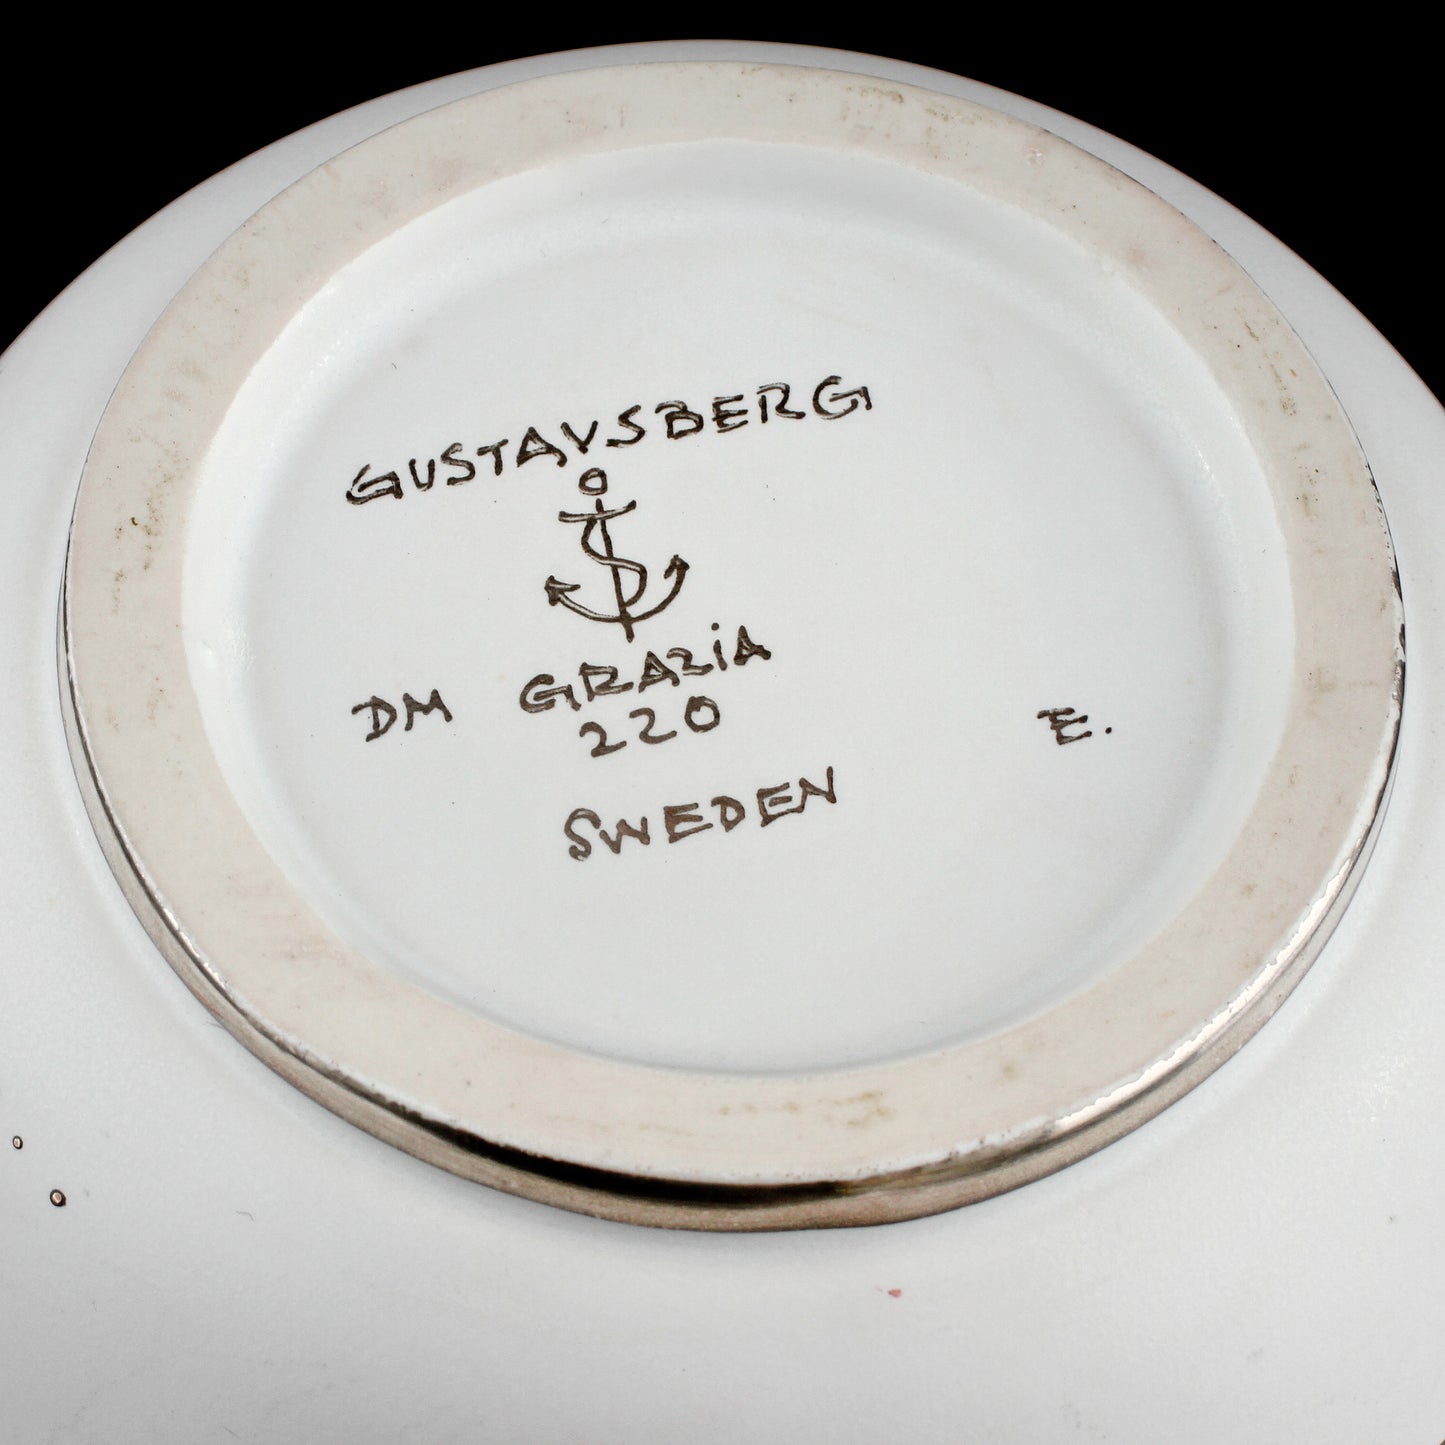 GUSTAVSBERG
DM GRAZIA E.
220
SWEDEN